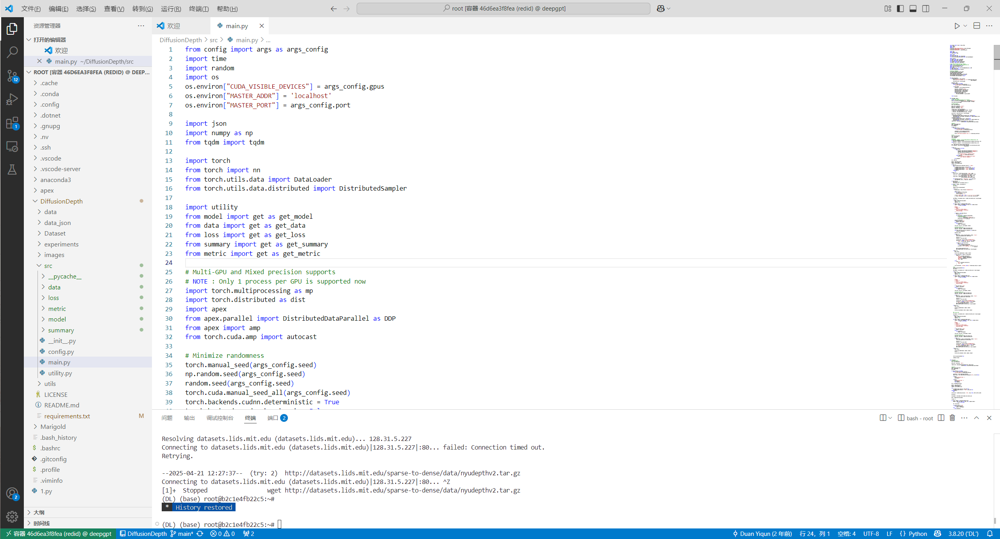 文件(F) 编辑(E) 选择(S) 查看(V) 转到(G) 运行(R) 终端(T) 帮助(H)
root [容器 46d6ea3f8fea (redid) @ deepgpt]
资源管理器
打开的编辑器
欢迎
main.py ~/DiffusionDepth/src
ROOT [容器 46D6EA3F8FEA (REDID) @ DEEP...
.cache
.conda
.config
.dotnet
.gnupg
.nv
.ssh
.vscode
.vscode-server
anaconda3
apex
DiffusionDepth
data
data_json
Dataset
experiments
images
src
__pycache__
data
loss
metric
model
summary
__init__.py
config.py
main.py
utility.py
utils
LICENSE
README.md
requirements.txt M
Marigold
.bash_history
.bashrc
.gitconfig
.profile
.viminfo
1.py
大纲
时间线
12
1
2
欢迎
main.py
DiffusionDepth > src > main.py > ...
1 from config import args as args_config
2 import time
3 import random
4 import os
5 os.environ["CUDA_VISIBLE_DEVICES"] = args_config.gpus
6 os.environ["MASTER_ADDR"] = 'localhost'
7 os.environ["MASTER_PORT"] = args_config.port
8
9 import json
10 import numpy as np
11 from tqdm import tqdm
12
13 import torch
14 from torch import nn
15 from torch.utils.data import DataLoader
16 from torch.utils.data.distributed import DistributedSampler
17
18 import utility
19 from model import get as get_model
20 from data import get as get_data
21 from loss import get as get_loss
22 from summary import get as get_summary
23 from metric import get as get_metric
24
25 # Multi-GPU and Mixed precision supports
26 # NOTE : Only 1 process per GPU is supported now
27 import torch.multiprocessing as mp
28 import torch.distributed as dist
29 import apex
30 from apex.parallel import DistributedDataParallel as DDP
31 from apex import amp
32 from torch.cuda.amp import autocast
33
34 # Minimize randomness
35 torch.manual_seed(args_config.seed)
36 np.random.seed(args_config.seed)
37 random.seed(args_config.seed)
38 torch.cuda.manual_seed_all(args_config.seed)
39 torch.backends.cudnn.deterministic = True
问题 输出 调试控制台 终端 端口 2
bash - root
Resolving datasets.lids.mit.edu (datasets.lids.mit.edu)... 128.31.5.227
Connecting to datasets.lids.mit.edu (datasets.lids.mit.edu)|128.31.5.227|:80... failed: Connection timed out.
Retrying.
--2025-04-21 12:27:37-- (try: 2) http://datasets.lids.mit.edu/sparse-to-dense/data/nyudepthv2.tar.gz
Connecting to datasets.lids.mit.edu (datasets.lids.mit.edu)|128.31.5.227|:80... ^Z
[1]+ Stopped wget http://datasets.lids.mit.edu/sparse-to-dense/data/nyudepthv2.tar.gz
(DL) (base) root@b2c1e4fb22c5:~#
* History restored
(DL) (base) root@b2c1e4fb22c5:~#
容器 46d6ea3f8fea (redid) @ deepgpt DiffusionDepth main* 0 0 2 Duan Yiqun (2 年前) 行 24，列 1 空格: 4 UTF-8 LF {} Python 3.8.20 ('DL')